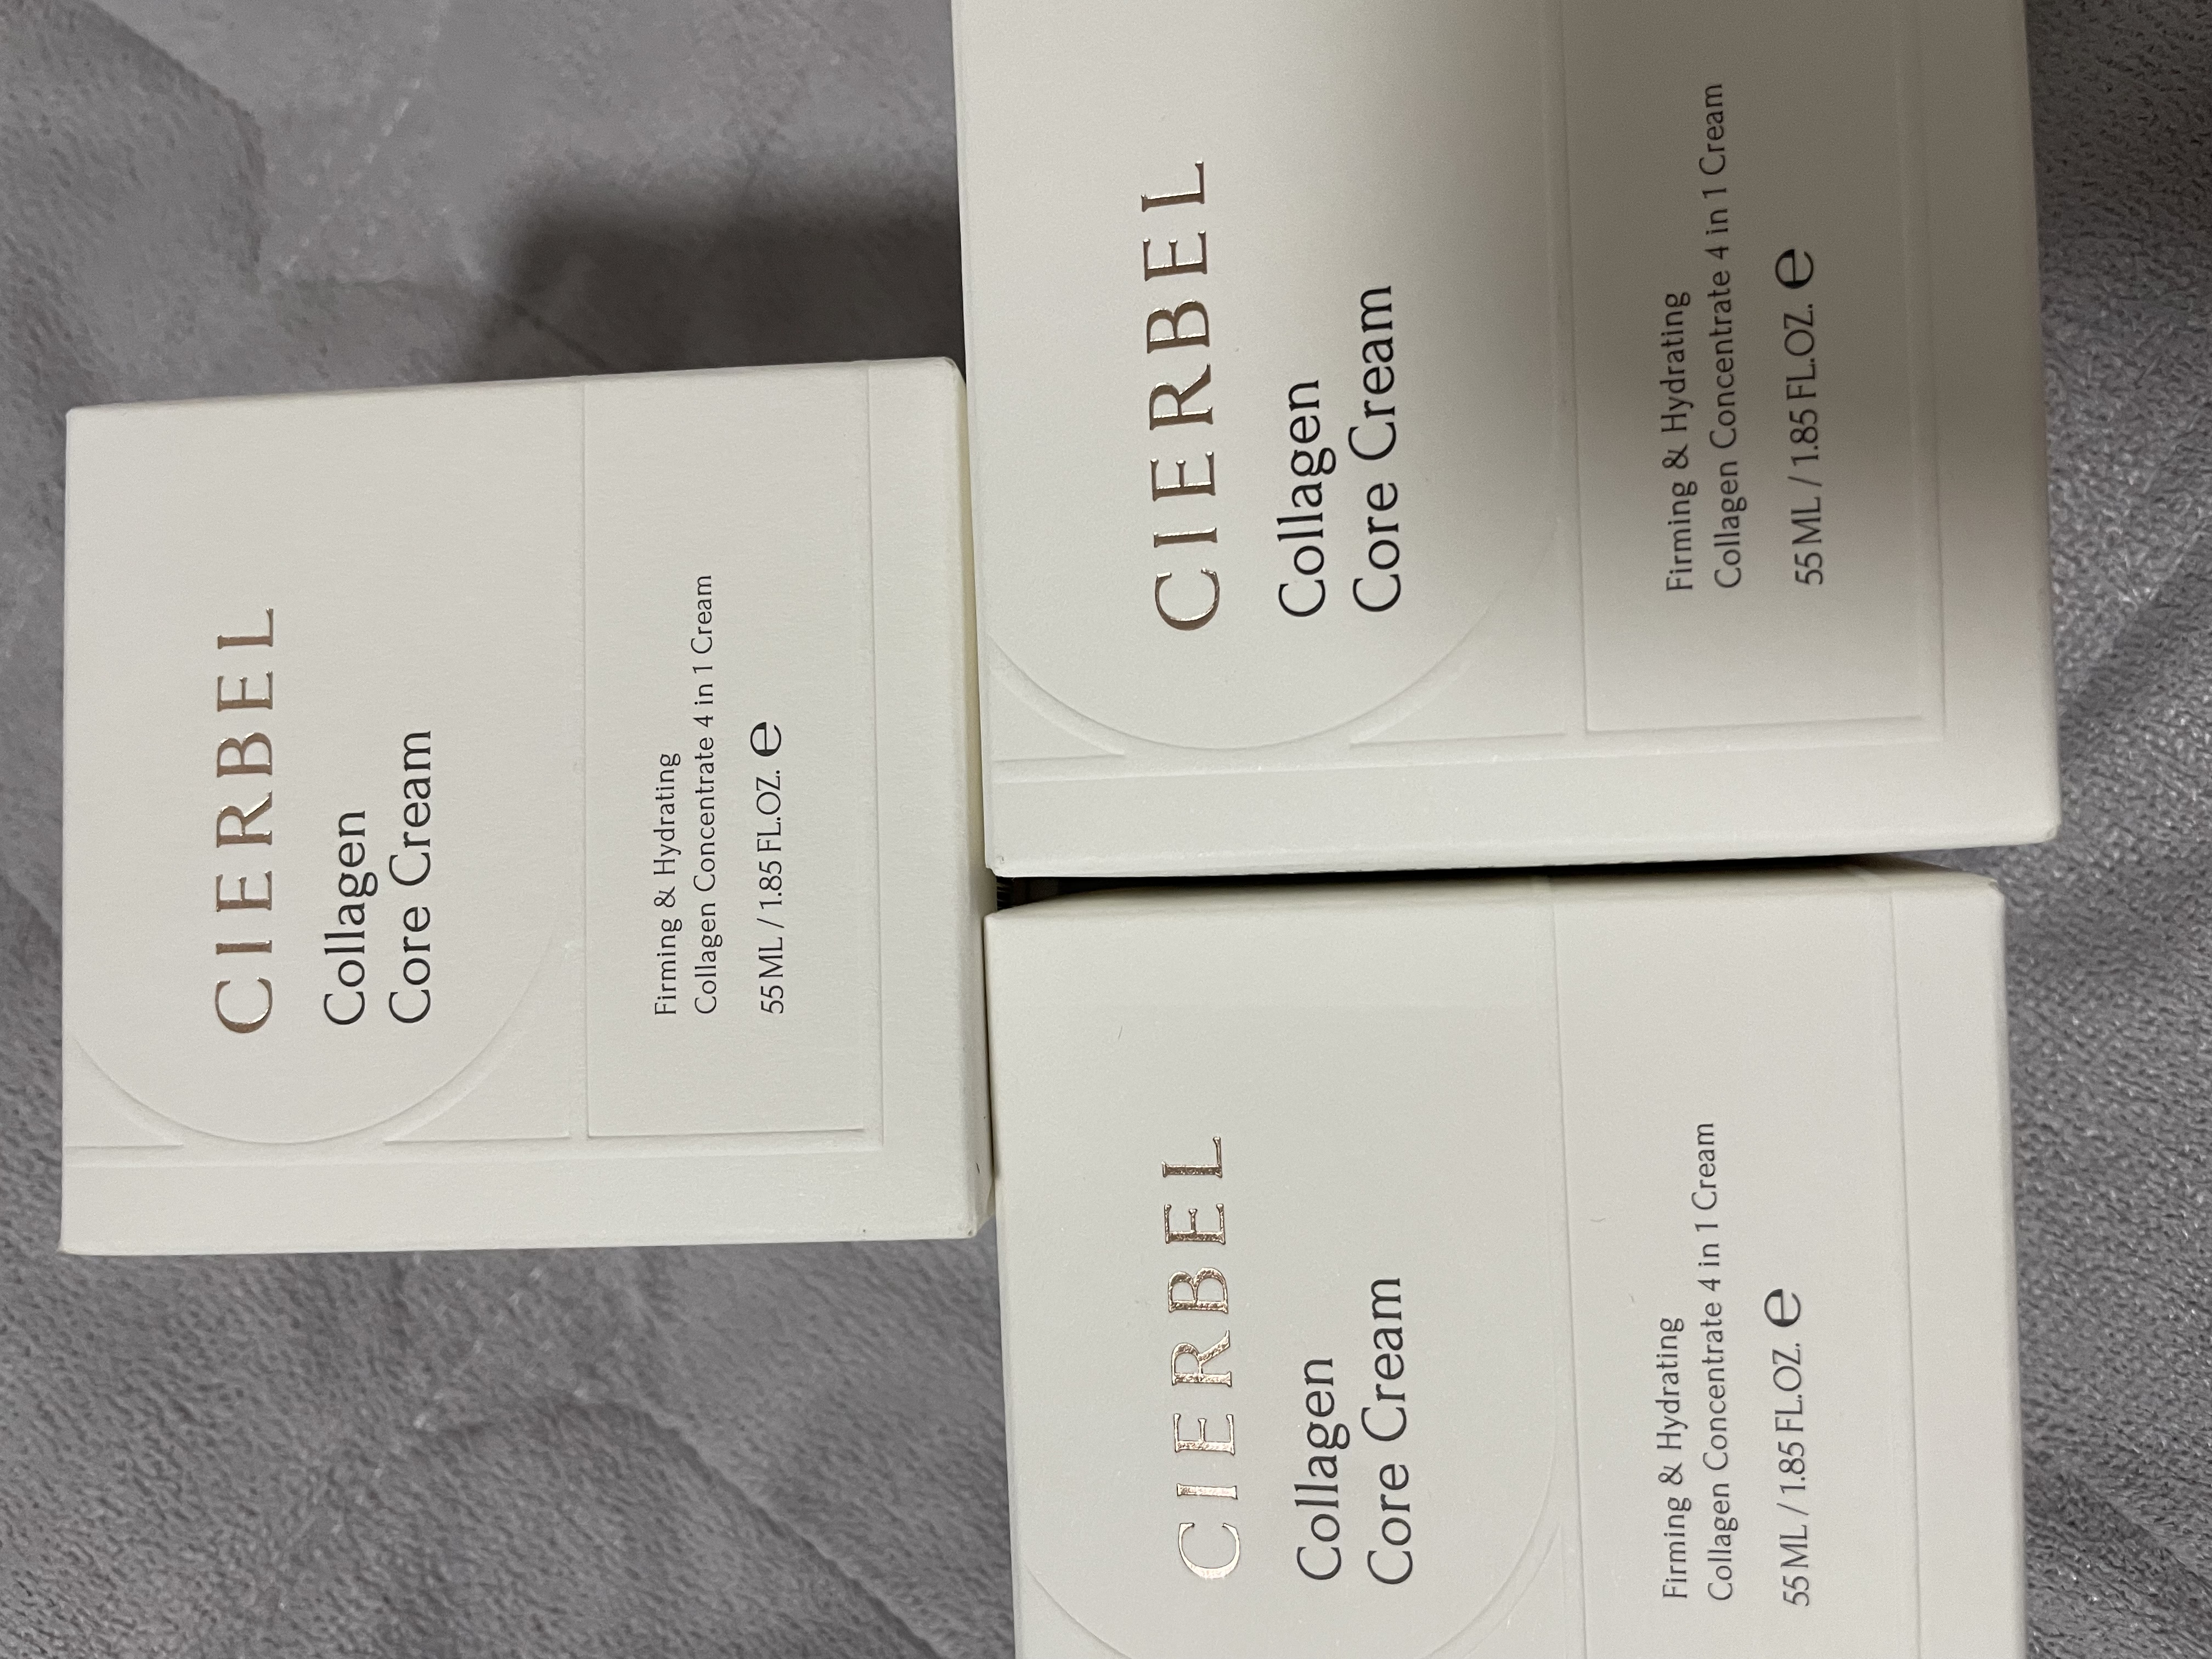 CIERBEL
Collagen
Core Cream
Firming & Hydrating
Collagen Concentrate 4 in 1 Cream
55 ML / 1.85 FL.OZ. ℮
CIERBEL
Collagen
Core Cream
Firming & Hydrating
Collagen Concentrate 4 in 1 Cream
55 ML / 1.85 FL.OZ. ℮
CIERBEL
Collagen
Core Cream
Firming & Hydrating
Collagen Concentrate 4 in 1 Cream
55 ML / 1.85 FL.OZ. ℮